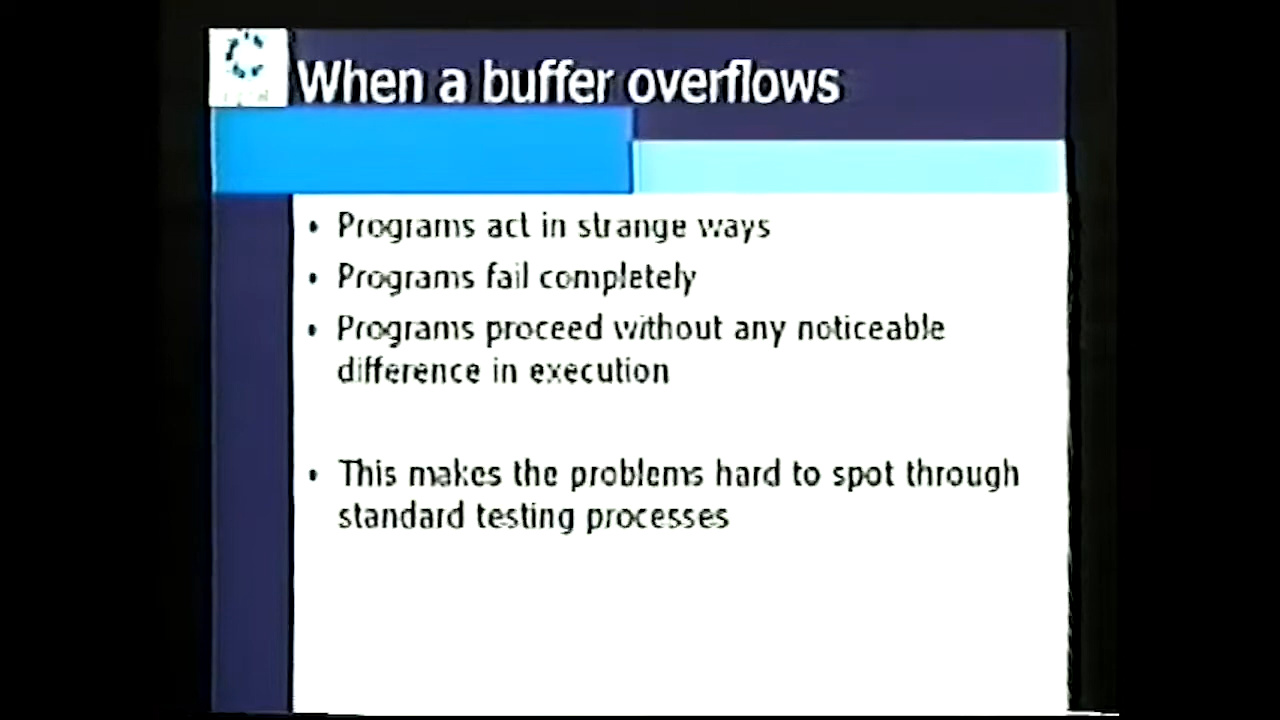 When a buffer overflows
• Programs act in strange ways
• Programs fail completely
• Programs proceed without any noticeable
difference in execution
• This makes the problems hard to spot through
standard testing processes